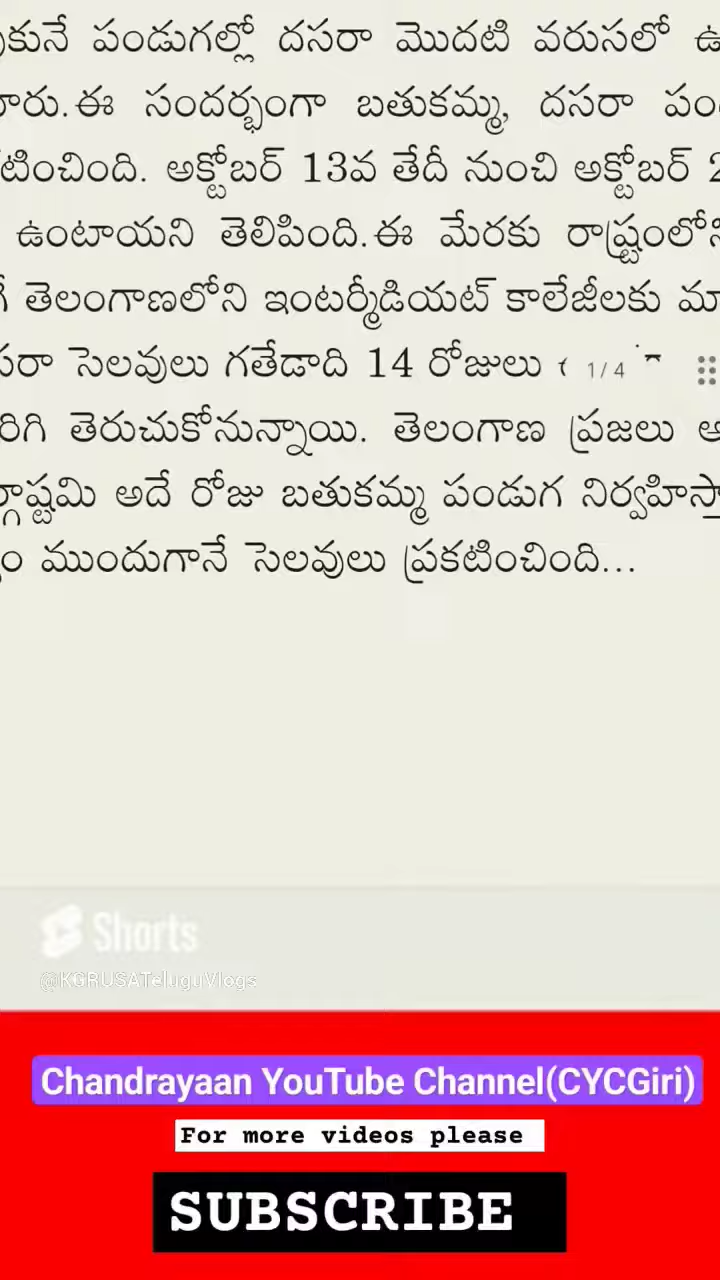 కునే పండుగల్లో దసరా మొదటి వరుసలో ఉ
రు.ఈ సందర్భంగా బతుకమ్మ, దసరా పం
టించింది. అక్టోబర్ 13వ తేదీ నుంచి అక్టోబర్ 2
ఉంటాయని తెలిపింది.ఈ మేరకు రాష్ట్రంలోని
తెలంగాణలోని ఇంటర్మీడియట్ కాలేజీలకు మా
సరా సెలవులు గతేడాది 14 రోజులు 1/4
రిగి తెరుచుకోనున్నాయి. తెలంగాణ ప్రజలు అ
ర్గాష్టమి అదే రోజు బతుకమ్మ పండుగ నిర్వహిస్తా
ం ముందుగానే సెలవులు ప్రకటించింది...
Shorts
@KGRUSATeluguVlogs
Chandrayaan YouTube Channel(CYCGiri)
For more videos please
SUBSCRIBE